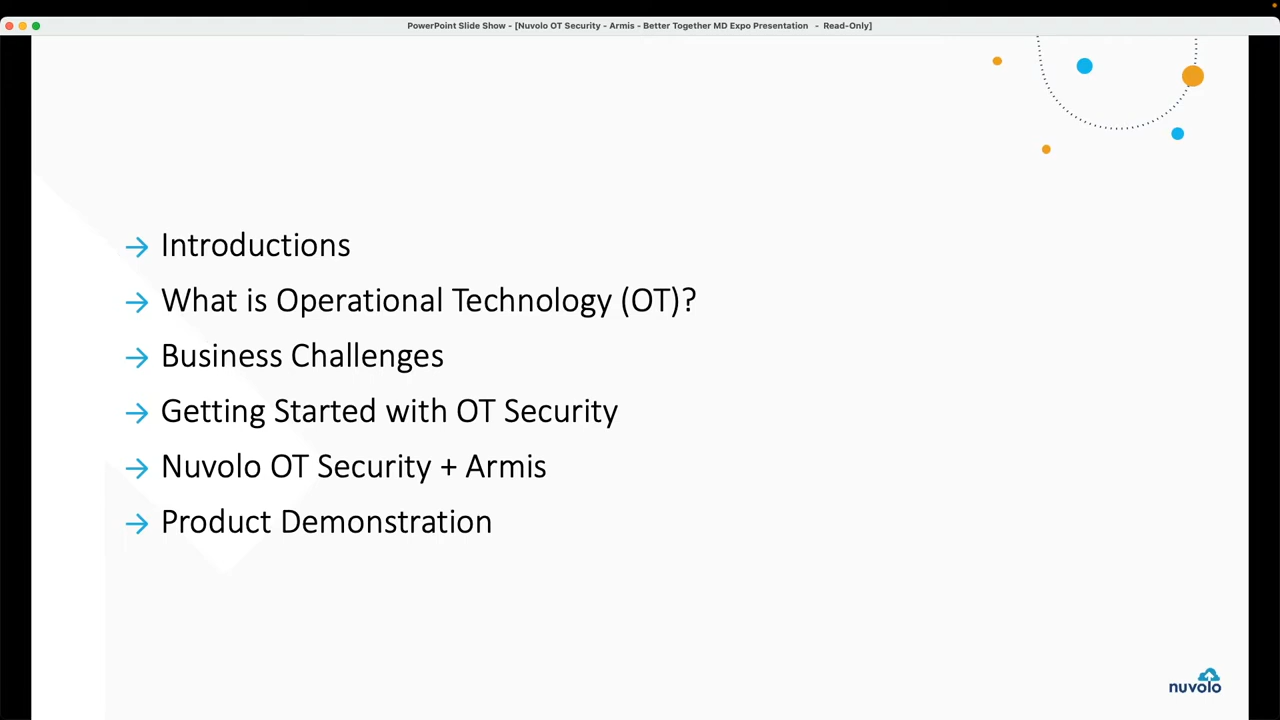 PowerPoint Slide Show - [Nuvolo OT Security - Armis - Better Together MD Expo Presentation - Read-Only]
→ Introductions
→ What is Operational Technology (OT)?
→ Business Challenges
→ Getting Started with OT Security
→ Nuvolo OT Security + Armis
→ Product Demonstration
nuvolo